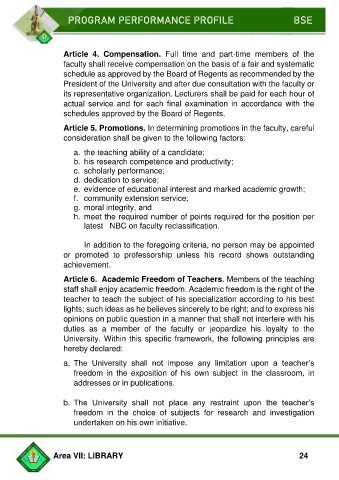 PROGRAM PERFORMANCE PROFILE BSE
Article 4. Compensation. Full time and part-time members of the
faculty shall receive compensation on the basis of a fair and systematic
schedule as approved by the Board of Regents as recommended by the
President of the University and after due consultation with the faculty or
its representative organization. Lecturers shall be paid for each hour of
actual service and for each final examination in accordance with the
schedules approved by the Board of Regents.
Article 5. Promotions. In determining promotions in the faculty, careful
consideration shall be given to the following factors:
a. the teaching ability of a candidate;
b. his research competence and productivity;
c. scholarly performance;
d. dedication to service;
e. evidence of educational interest and marked academic growth;
f. community extension service;
g. moral integrity, and
h. meet the required number of points required for the position per
latest NBC on faculty reclassification.
In addition to the foregoing criteria, no person may be appointed
or promoted to professorship unless his record shows outstanding
achievement.
Article 6. Academic Freedom of Teachers. Members of the teaching
staff shall enjoy academic freedom. Academic freedom is the right of the
teacher to teach the subject of his specialization according to his best
lights; such ideas as he believes sincerely to be right; and to express his
opinions on public question in a manner that shall not interfere with his
duties as a member of the faculty or jeopardize his loyalty to the
University. Within this specific framework, the following principles are
hereby declared:
a. The University shall not impose any limitation upon a teacher's
freedom in the exposition of his own subject in the classroom, in
addresses or in publications.
b. The University shall not place any restraint upon the teacher's
freedom in the choice of subjects for research and investigation
undertaken on his own initiative.
Area VII: LIBRARY 24